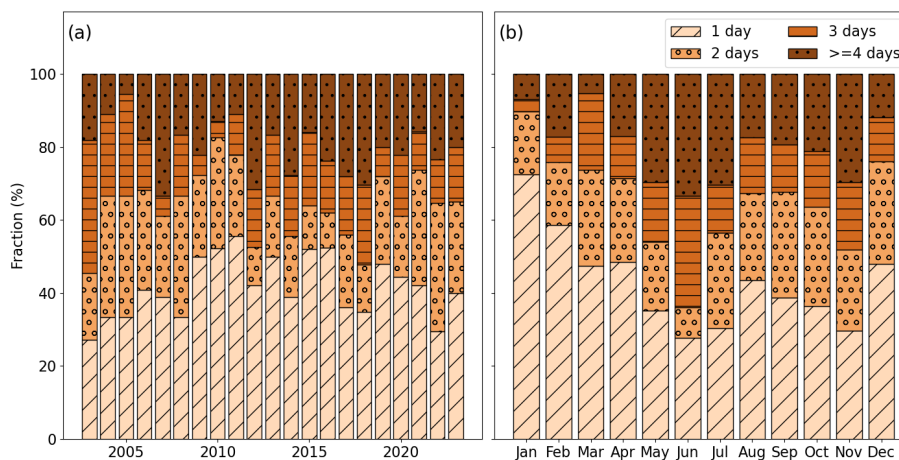 (a)
(b)
1 day
2 days
3 days
>=4 days
Fraction (%)
100
80
60
40
20
0
2005 2010 2015 2020
Jan Feb Mar Apr May Jun Jul Aug Sep Oct Nov Dec